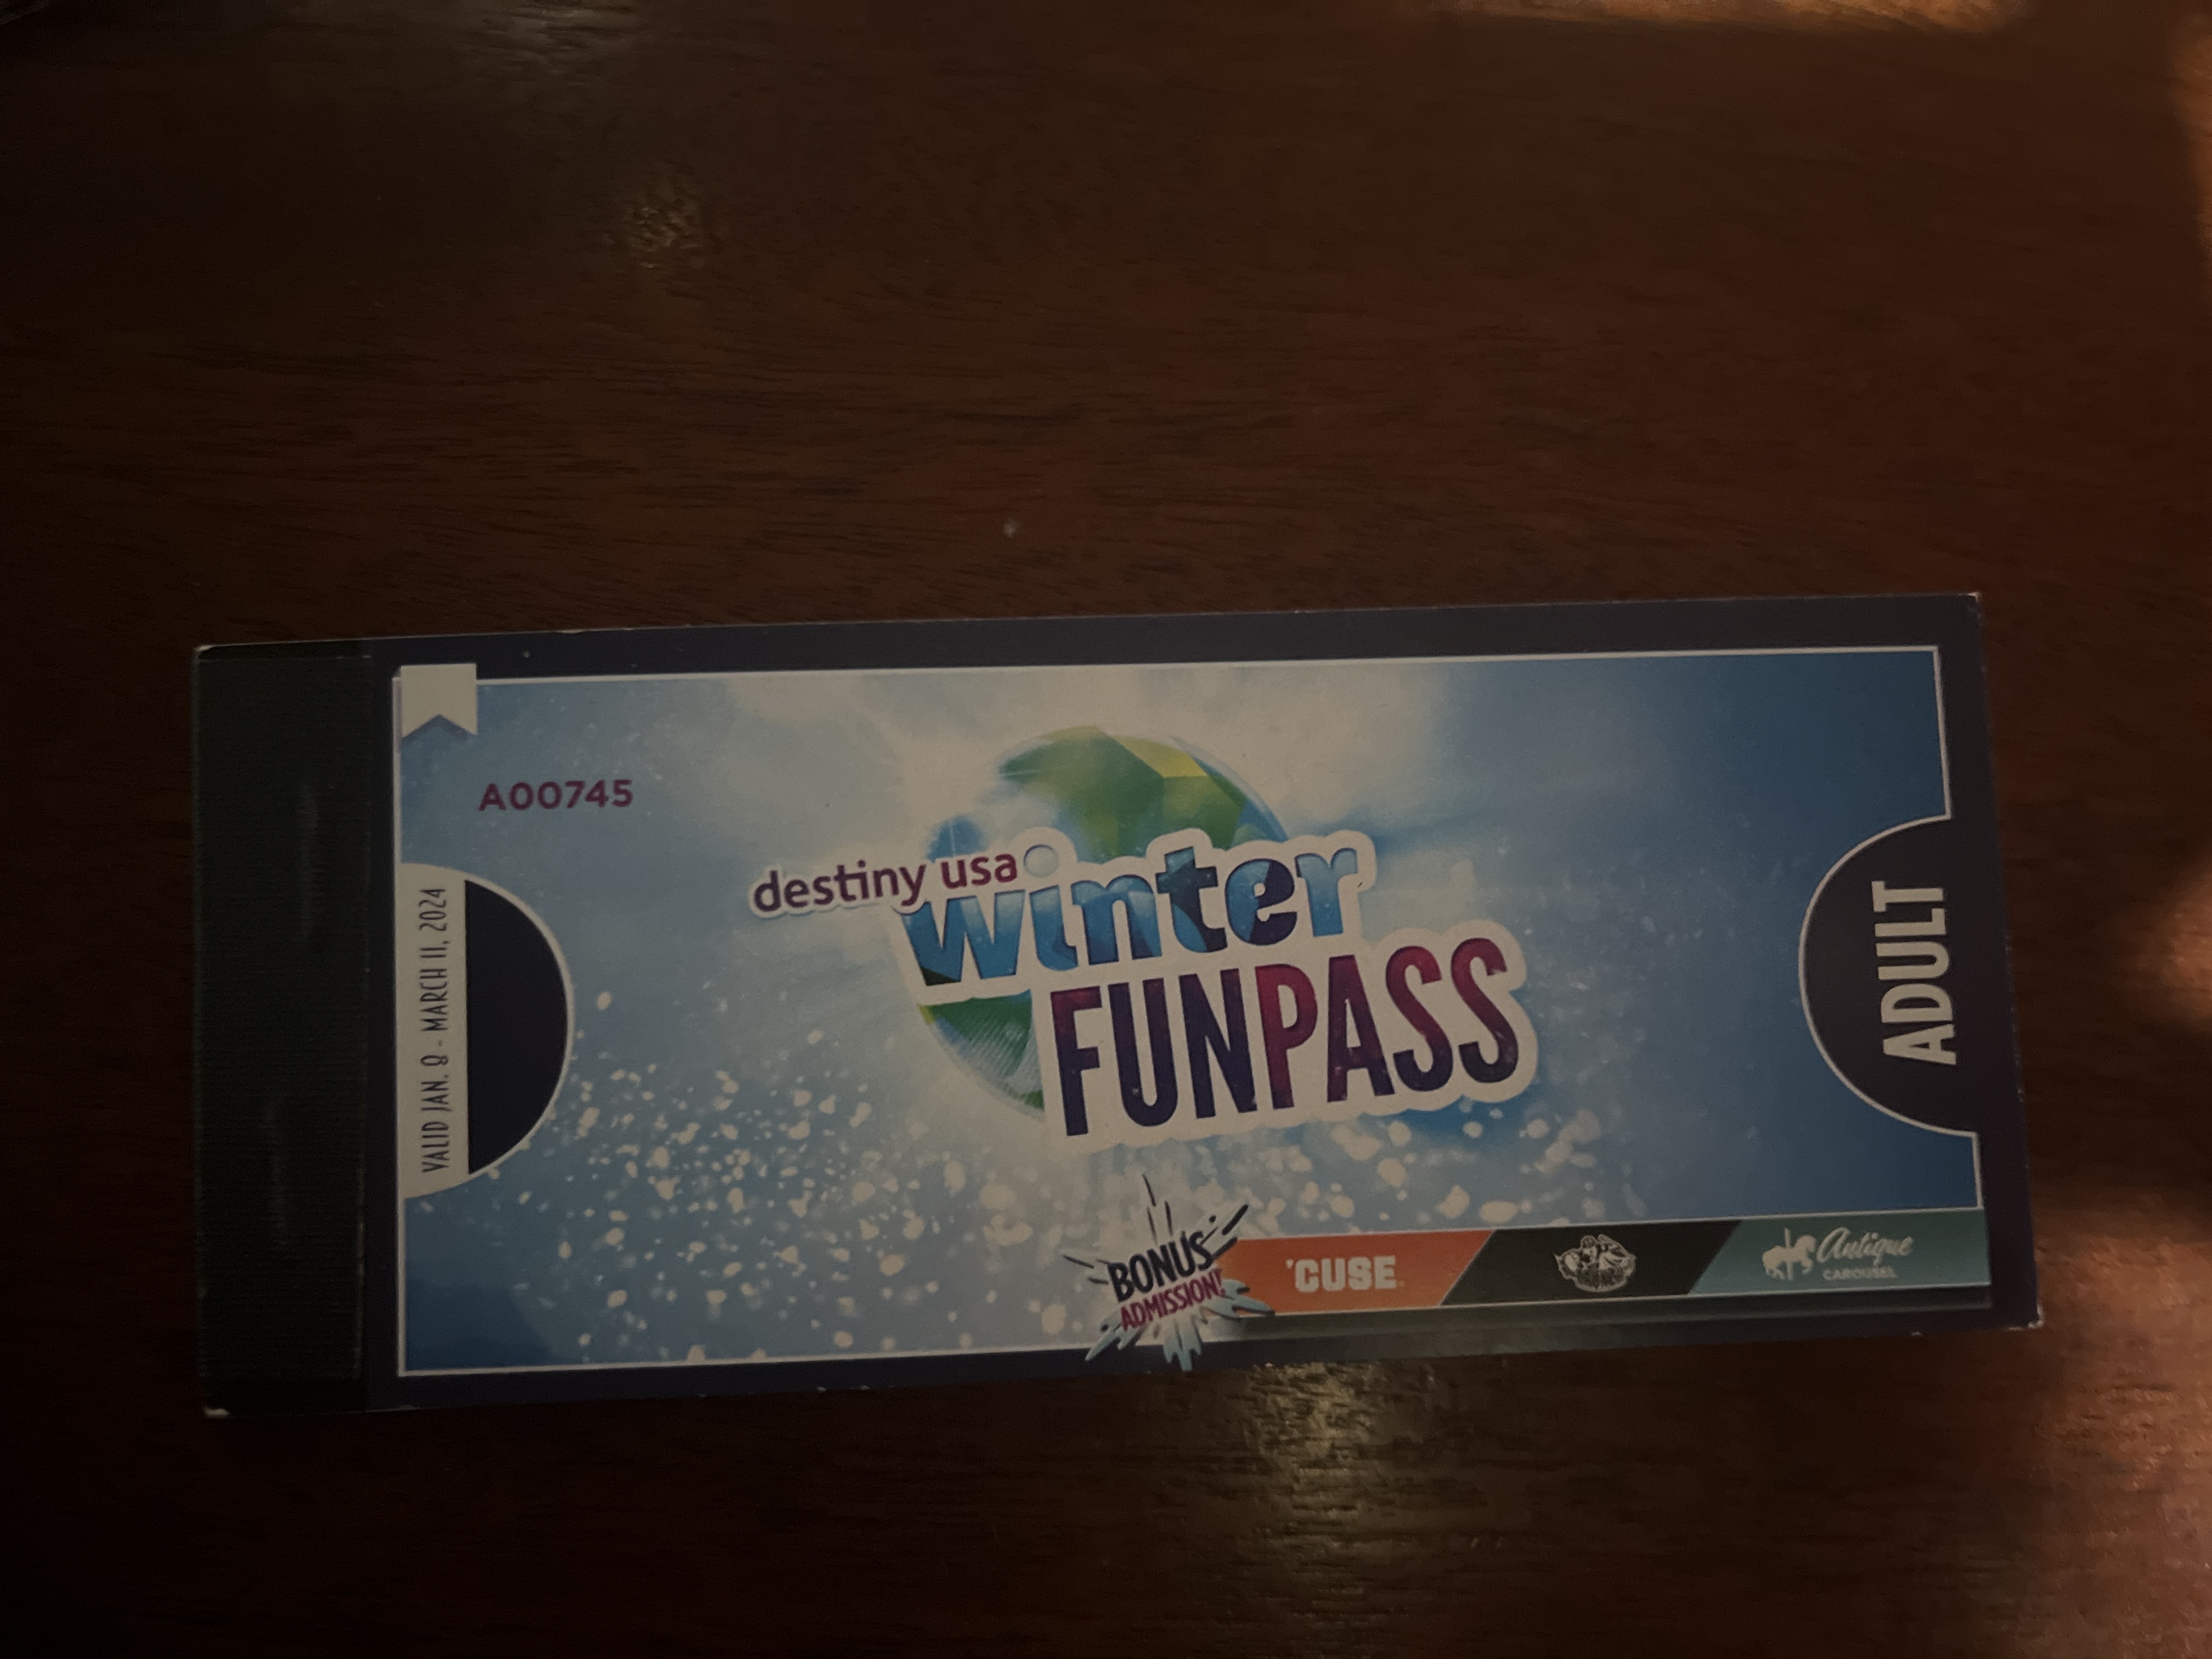 A00745
destiny usa
winter
FUNPASS
VALID JAN. 8 - MARCH 11, 2024
ADULT
BONUS
ADMISSION!
'CUSE
Antique
CAROUSEL